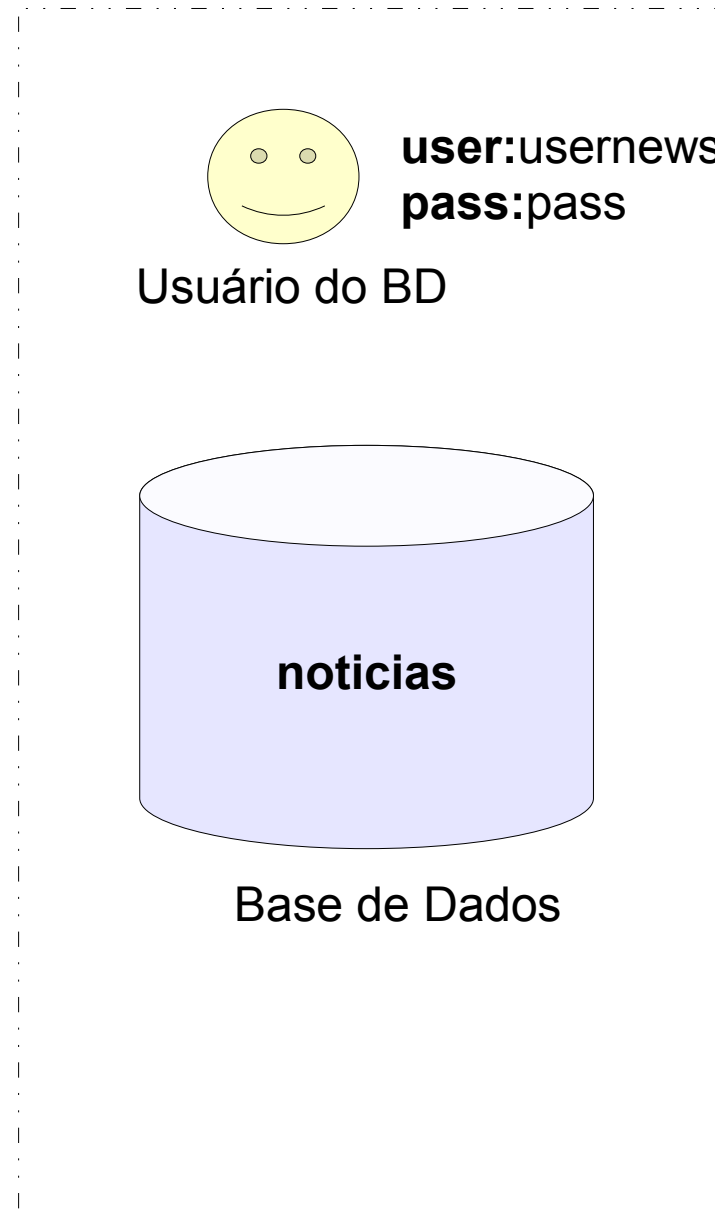 user:usernews
pass:pass
Usuário do BD
noticias
Base de Dados